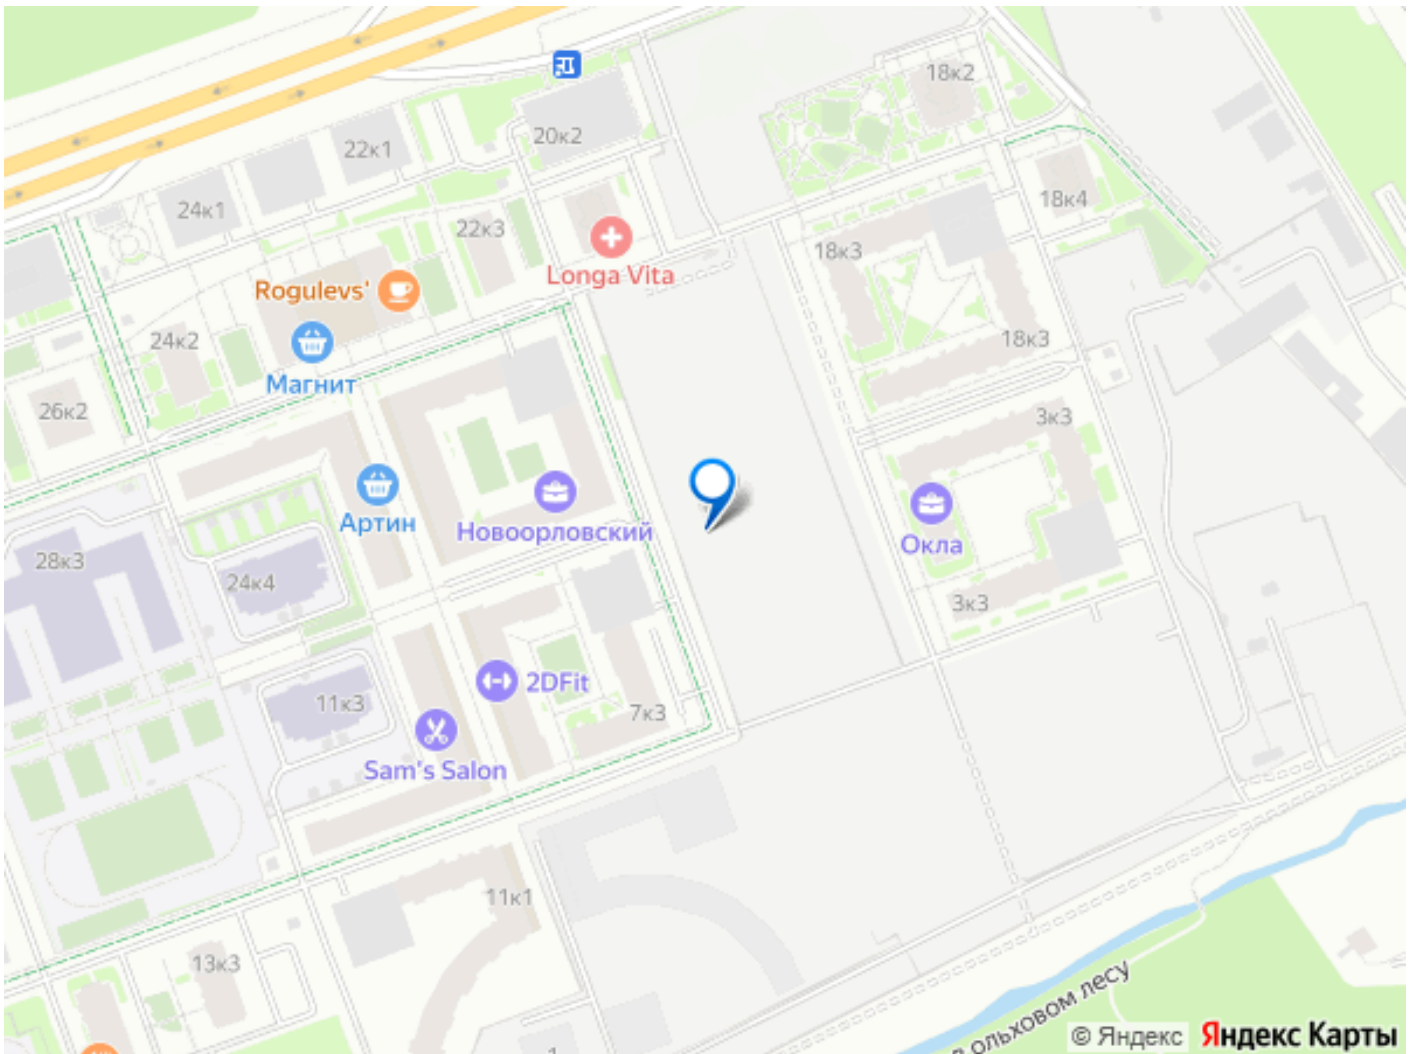 18к2
22к1
20к2
18к4
24к1
22к3
18к3
Longa Vita
Rogulevs'
24к2
18к3
Магнит
26к2
3к3
Артин
Новоорловский
Окла
28к3
24к4
3к3
2DFit
11к3
7к3
Sam's Salon
11к1
13к3
ольховом лесу
© Яндекс
Яндекс Карты